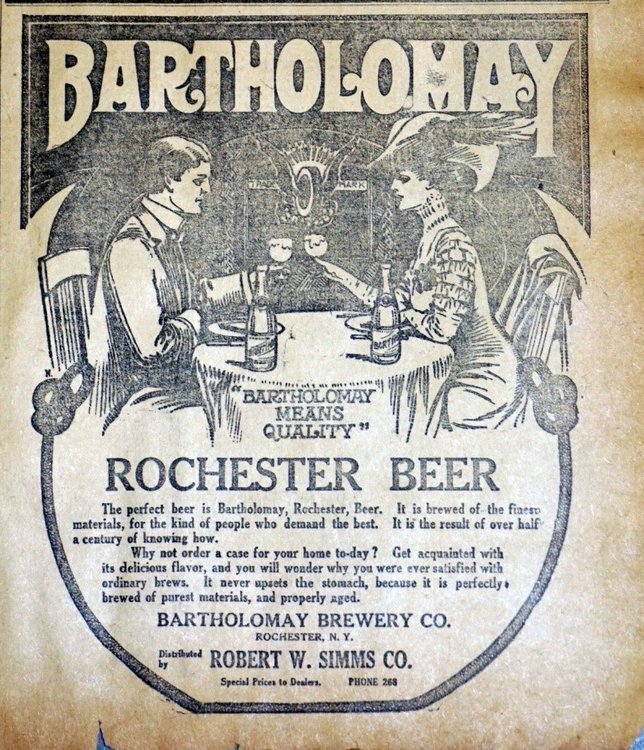 BARTHOLOMAY
TRADE MARK
"BARTHOLOMAY
MEANS
QUALITY"
ROCHESTER BEER
The perfect beer is Bartholomay, Rochester, Beer. It is brewed of the finest
materials, for the kind of people who demand the best. It is the result of over half
a century of knowing how.
Why not order a case for your home to-day? Get acquainted with
its delicious flavor, and you will wonder why you were ever satisfied with
ordinary brews. It never upsets the stomach, because it is perfectly
brewed of purest materials, and properly aged.
BARTHOLOMAY BREWERY CO.
ROCHESTER, N. Y.
Distributed
by ROBERT W. SIMMS CO.
Special Prices to Dealers. PHONE 268